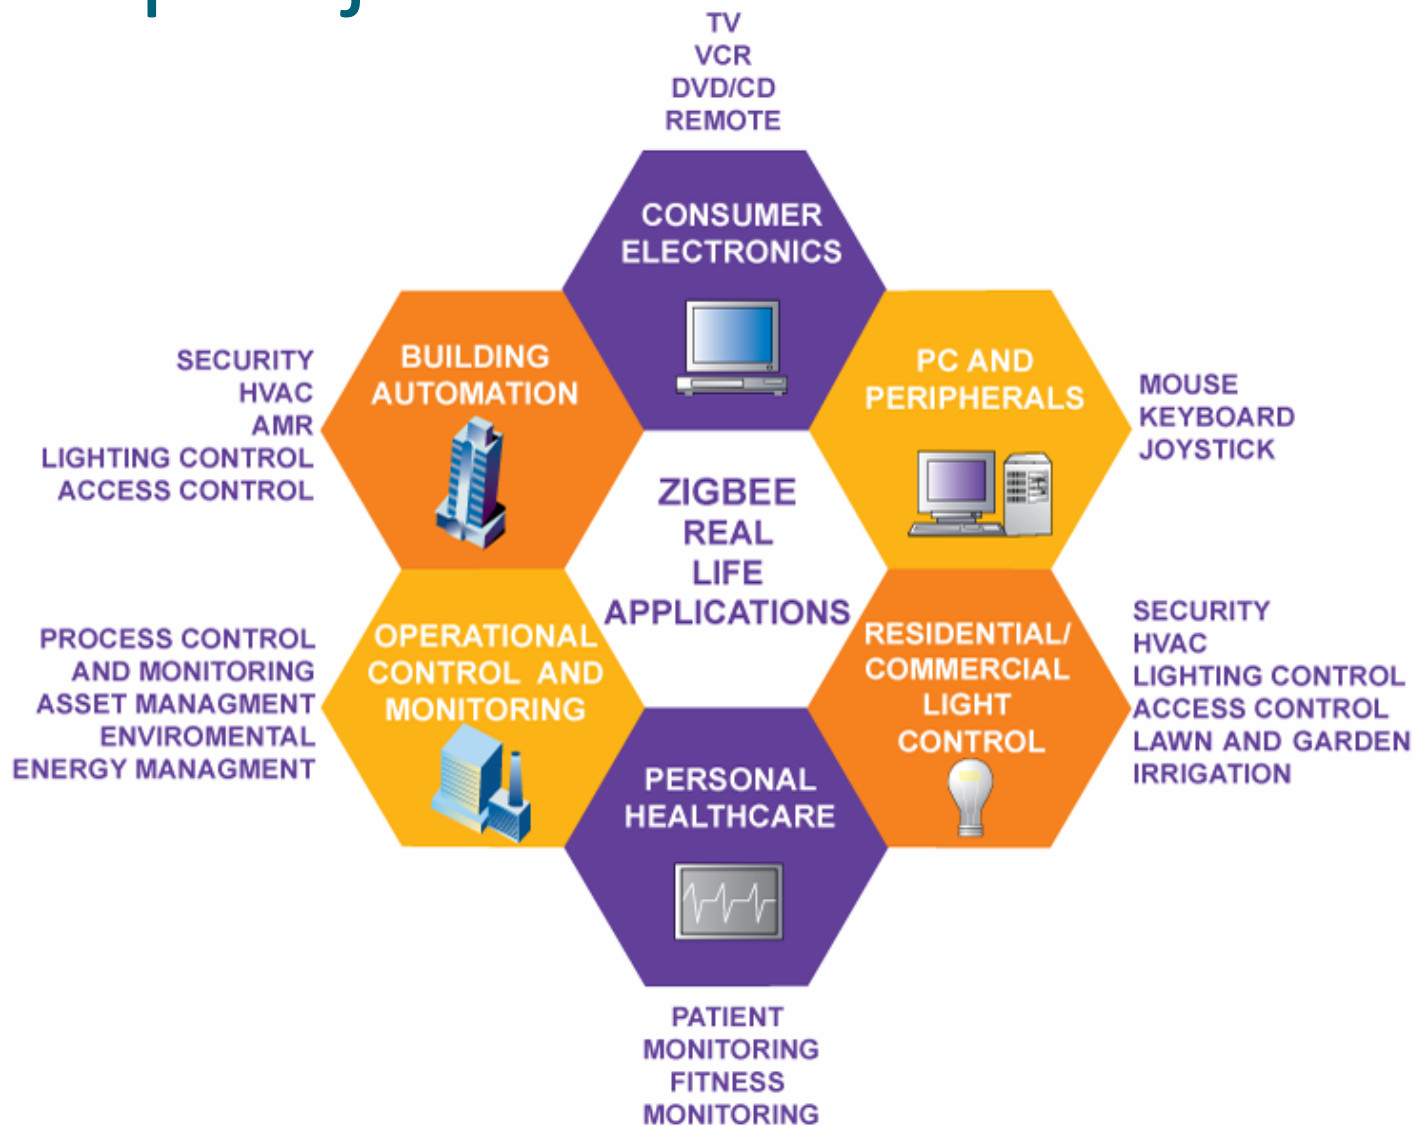 TV
VCR
DVD/CD
REMOTE
CONSUMER
ELECTRONICS
BUILDING
AUTOMATION
SECURITY
HVAC
AMR
LIGHTING CONTROL
ACCESS CONTROL
PC AND
PERIPHERALS
MOUSE
KEYBOARD
JOYSTICK
ZIGBEE
REAL
LIFE
APPLICATIONS
OPERATIONAL
CONTROL AND
MONITORING
PROCESS CONTROL
AND MONITORING
ASSET MANAGMENT
ENVIROMENTAL
ENERGY MANAGMENT
RESIDENTIAL/
COMMERCIAL
LIGHT
CONTROL
SECURITY
HVAC
LIGHTING CONTROL
ACCESS CONTROL
LAWN AND GARDEN
IRRIGATION
PERSONAL
HEALTHCARE
PATIENT
MONITORING
FITNESS
MONITORING